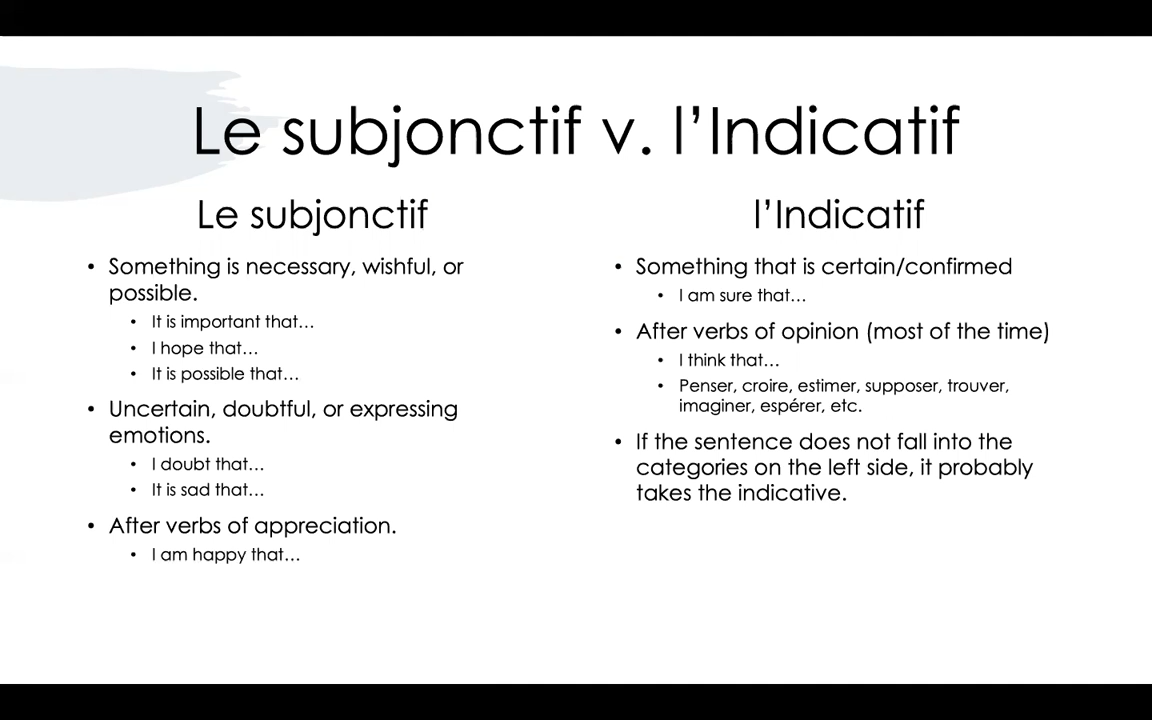 Le subjonctif v. l’Indicatif
Le subjonctif
• Something is necessary, wishful, or
possible.
• It is important that…
• I hope that…
• It is possible that…
• Uncertain, doubtful, or expressing
emotions.
• I doubt that…
• It is sad that…
• After verbs of appreciation.
• I am happy that…
l’Indicatif
• Something that is certain/confirmed
• I am sure that…
• After verbs of opinion (most of the time)
• I think that…
• Penser, croire, estimer, supposer, trouver,
imaginer, espérer, etc.
• If the sentence does not fall into the
categories on the left side, it probably
takes the indicative.